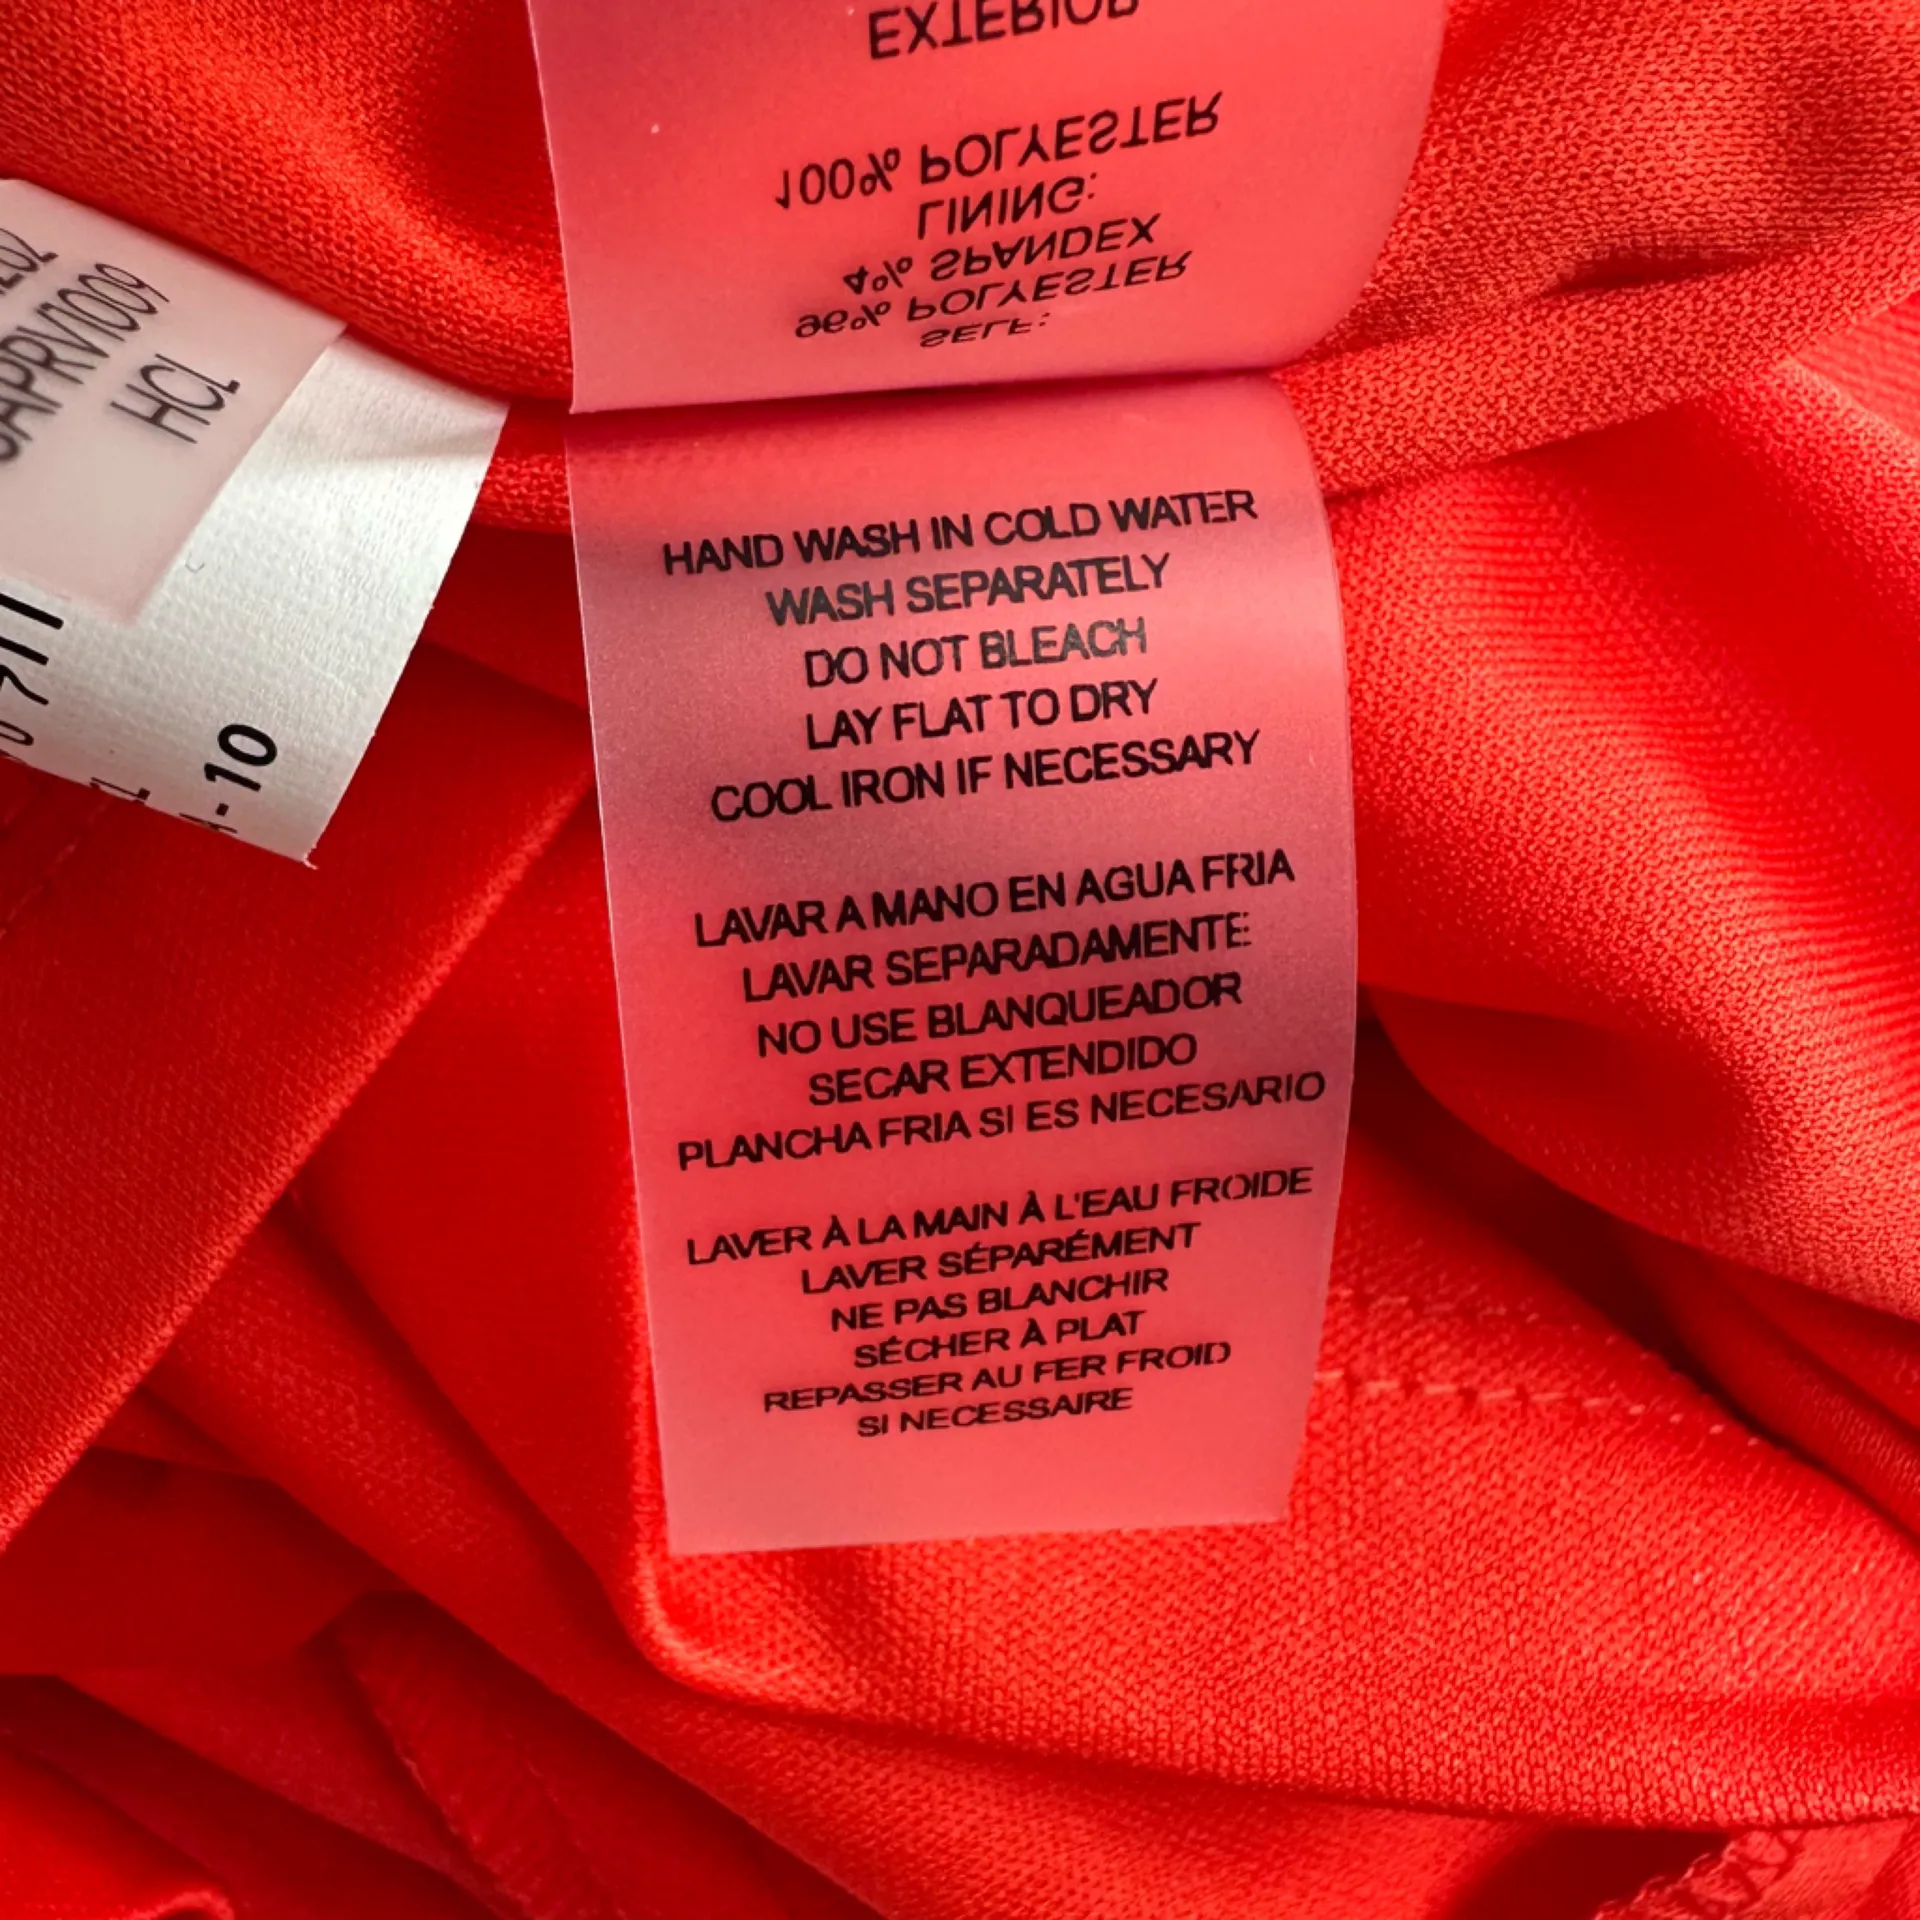 EXTERIOR
100% POLYESTER
LINING:
4% SPANDEX
96% POLYESTER
SELF:
HCL
-10
HAND WASH IN COLD WATER
WASH SEPARATELY
DO NOT BLEACH
LAY FLAT TO DRY
COOL IRON IF NECESSARY
LAVAR A MANO EN AGUA FRIA
LAVAR SEPARADAMENTE
NO USE BLANQUEADOR
SECAR EXTENDIDO
PLANCHA FRIA SI ES NECESARIO
LAVER À LA MAIN À L'EAU FROIDE
LAVER SÉPARÉMENT
NE PAS BLANCHIR
SÉCHER À PLAT
REPASSER AU FER FROID
SI NECESSAIRE